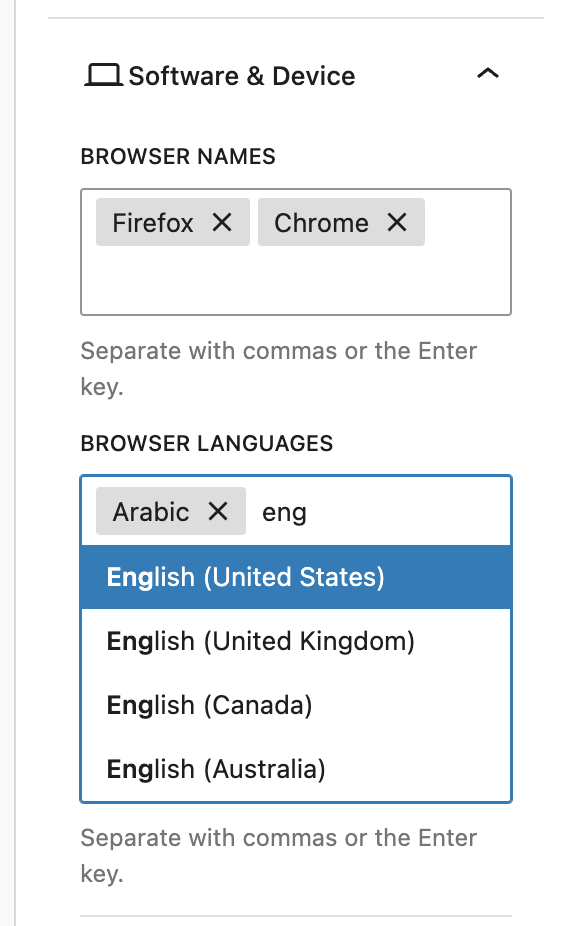 Software & Device
BROWSER NAMES
Firefox
Chrome
Separate with commas or the Enter
key.
BROWSER LANGUAGES
Arabic
eng
English (United States)
English (United Kingdom)
English (Canada)
English (Australia)
Separate with commas or the Enter
key.